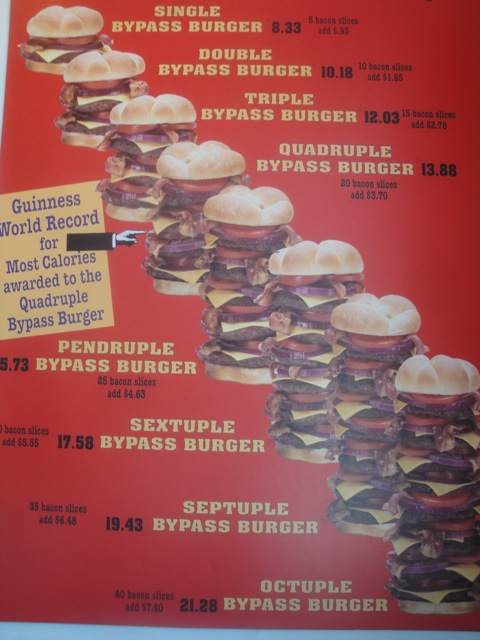 SINGLE
BYPASS BURGER 8.33
5 bacon slices
add $.93
DOUBLE
BYPASS BURGER 10.18
10 bacon slices
add $1.85
TRIPLE
BYPASS BURGER 12.03
15 bacon slices
add $2.78
QUADRUPLE
BYPASS BURGER 13.88
20 bacon slices
add $3.70
Guinness
World Record
for
Most Calories
awarded to the
Quadruple
Bypass Burger
PENDRUPLE
5.73 BYPASS BURGER
25 bacon slices
add $4.63
SEXTUPLE
17.58 BYPASS BURGER
0 bacon slices
add $5.55
SEPTUPLE
19.43 BYPASS BURGER
35 bacon slices
add $6.48
OCTUPLE
21.28 BYPASS BURGER
40 bacon slices
add $7.40